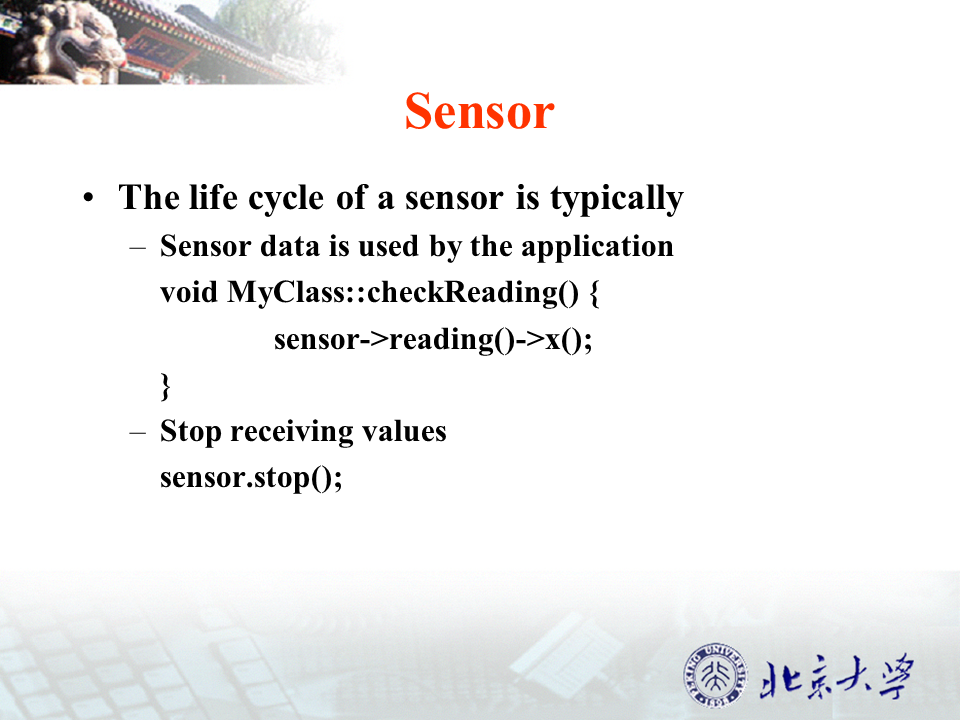 Sensor
• The life cycle of a sensor is typically
– Sensor data is used by the application
void MyClass::checkReading() {
sensor->reading()->x();
}
– Stop receiving values
sensor.stop();
PEKING UNIVERSITY
1898
北京大学